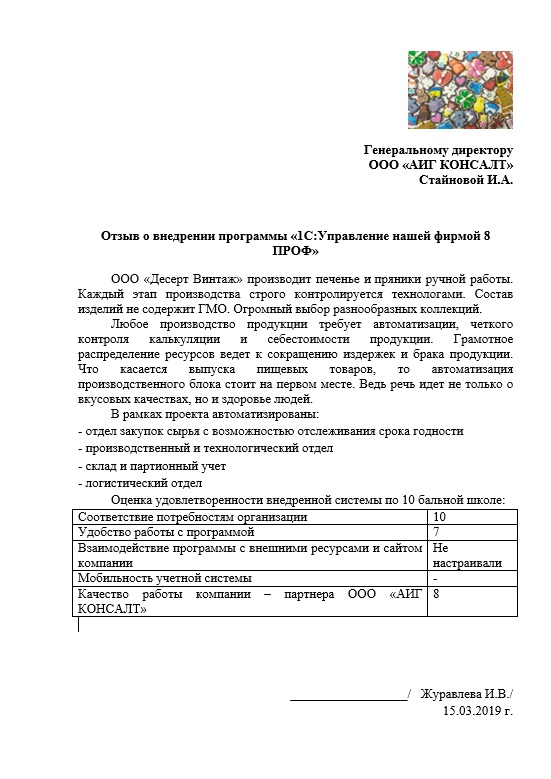 Генеральному директору
ООО «АИГ КОНСАЛТ»
Стайновой И.А.
Отзыв о внедрении программы «1С:Управление нашей фирмой 8
ПРОФ»
ООО «Десерт Винтаж» производит печенье и пряники ручной работы.
Каждый этап производства строго контролируется технологами. Состав
изделий не содержит ГМО. Огромный выбор разнообразных коллекций.
Любое производство продукции требует автоматизации, четкого
контроля калькуляции и себестоимости продукции. Грамотное
распределение ресурсов ведет к сокращению издержек и брака продукции.
Что касается выпуска пищевых товаров, то автоматизация
производственного блока стоит на первом месте. Ведь речь идет не только о
вкусовых качествах, но и здоровье людей.
В рамках проекта автоматизированы:
- отдел закупок сырья с возможностью отслеживания срока годности
- производственный и технологический отдел
- склад и партионный учет
- логистический отдел
Оценка удовлетворенности внедренной системы по 10 бальной школе:
Соответствие потребностям организации 10
Удобство работы с программой 7
Взаимодействие программы с внешними ресурсами и сайтом Не
компании настраивали
Мобильность учетной системы -
Качество работы компании – партнера ООО «АИГ 8
КОНСАЛТ»
__________________/ Журавлева И.В./
15.03.2019 г.